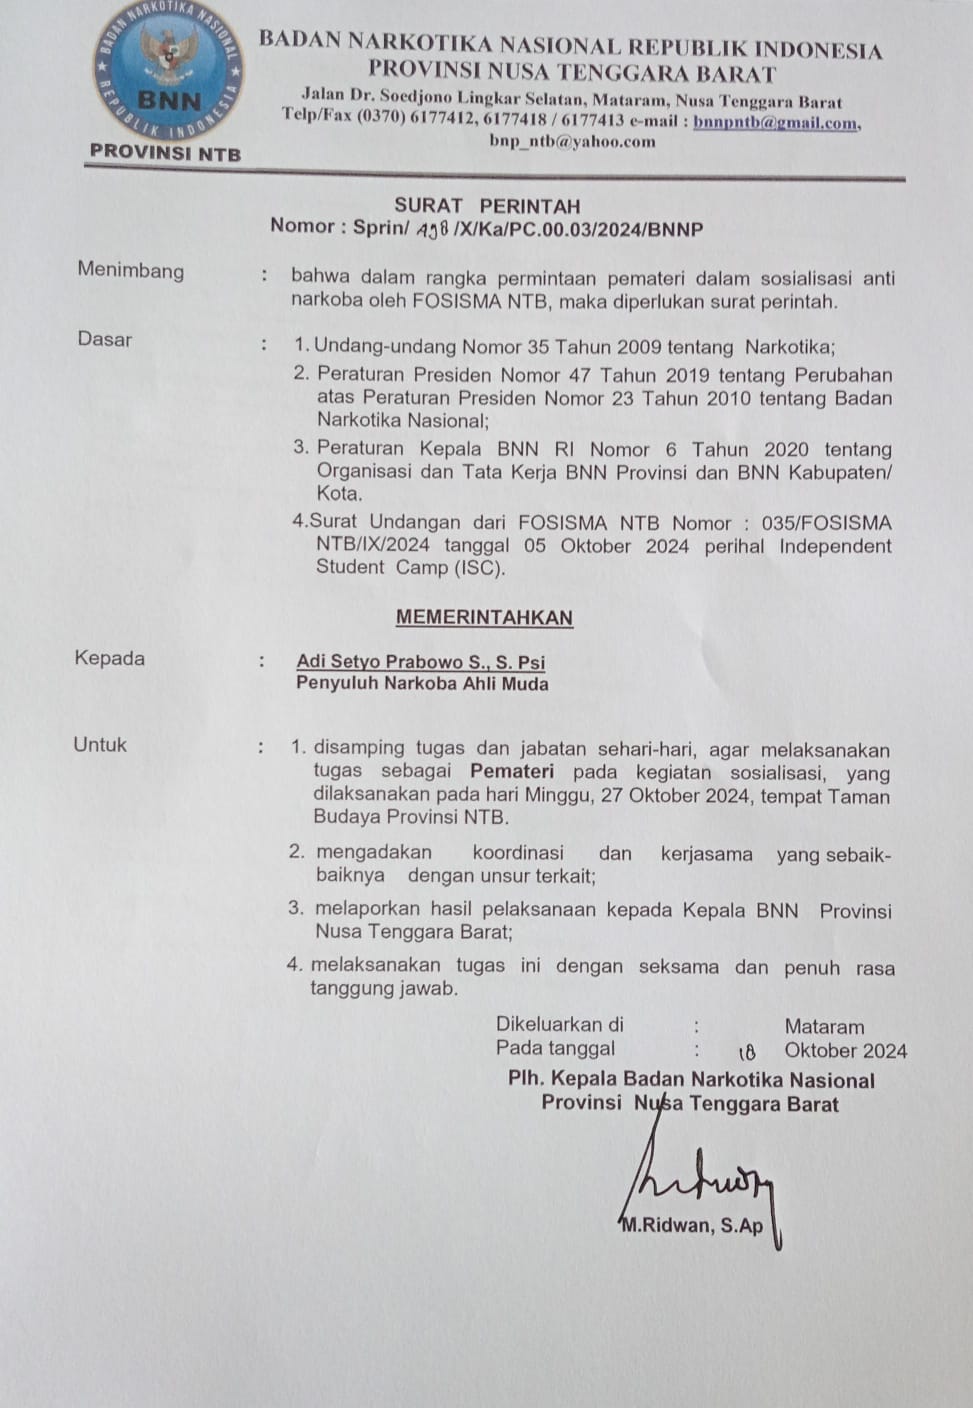 BADAN NARKOTIKA NASIONAL
REPUBLIK INDONESIA
BNN
PROVINSI NTB
BADAN NARKOTIKA NASIONAL REPUBLIK INDONESIA
PROVINSI NUSA TENGGARA BARAT
Jalan Dr. Soedjono Lingkar Selatan, Mataram, Nusa Tenggara Barat
Telp/Fax (0370) 6177412, 6177418 / 6177413 e-mail : bnnpntb@gmail.com,
bnp_ntb@yahoo.com
SURAT PERINTAH
Nomor : Sprin/ /X/Ka/PC.00.03/2024/BNNP
Menimbang : bahwa dalam rangka permintaan pemateri dalam sosialisasi anti
narkoba oleh FOSISMA NTB, maka diperlukan surat perintah.
Dasar : 1. Undang-undang Nomor 35 Tahun 2009 tentang Narkotika;
2. Peraturan Presiden Nomor 47 Tahun 2019 tentang Perubahan
atas Peraturan Presiden Nomor 23 Tahun 2010 tentang Badan
Narkotika Nasional;
3. Peraturan Kepala BNN RI Nomor 6 Tahun 2020 tentang
Organisasi dan Tata Kerja BNN Provinsi dan BNN Kabupaten/
Kota.
4.Surat Undangan dari FOSISMA NTB Nomor : 035/FOSISMA
NTB/IX/2024 tanggal 05 Oktober 2024 perihal Independent
Student Camp (ISC).
MEMERINTAHKAN
Kepada : Adi Setyo Prabowo S., S. Psi
Penyuluh Narkoba Ahli Muda
Untuk : 1. disamping tugas dan jabatan sehari-hari, agar melaksanakan
tugas sebagai Pemateri pada kegiatan sosialisasi, yang
dilaksanakan pada hari Minggu, 27 Oktober 2024, tempat Taman
Budaya Provinsi NTB.
2. mengadakan koordinasi dan kerjasama yang sebaik-
baiknya dengan unsur terkait;
3. melaporkan hasil pelaksanaan kepada Kepala BNN Provinsi
Nusa Tenggara Barat;
4. melaksanakan tugas ini dengan seksama dan penuh rasa
tanggung jawab.
Dikeluarkan di : Mataram
Pada tanggal : 18 Oktober 2024
Plh. Kepala Badan Narkotika Nasional
Provinsi Nusa Tenggara Barat
M.Ridwan, S.Ap